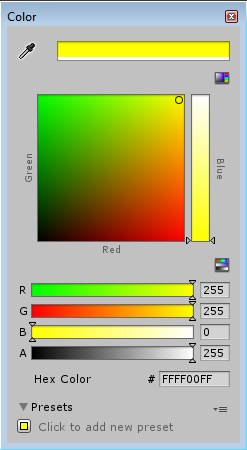 Color
Green
Blue
Red
R 255
G 255
B 0
A 255
Hex Color # FFFF00FF
Presets
Click to add new preset